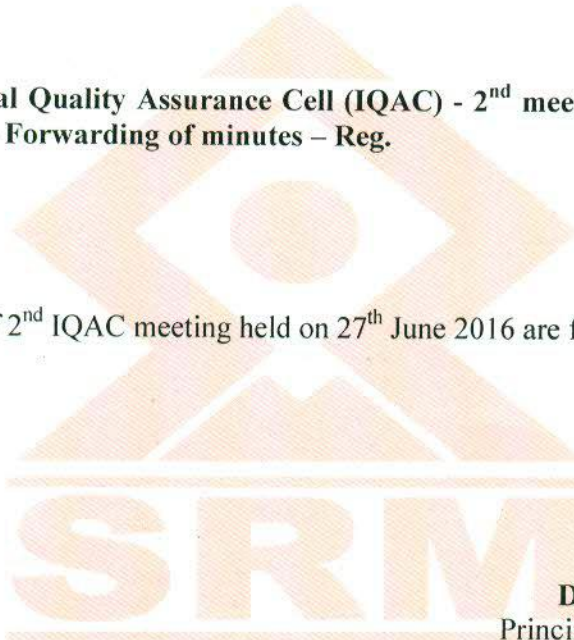 al Quality Assurance Cell (IQAC) - 2nd mee
Forwarding of minutes – Reg.
2nd IQAC meeting held on 27th June 2016 are f
SRM
D
Princi